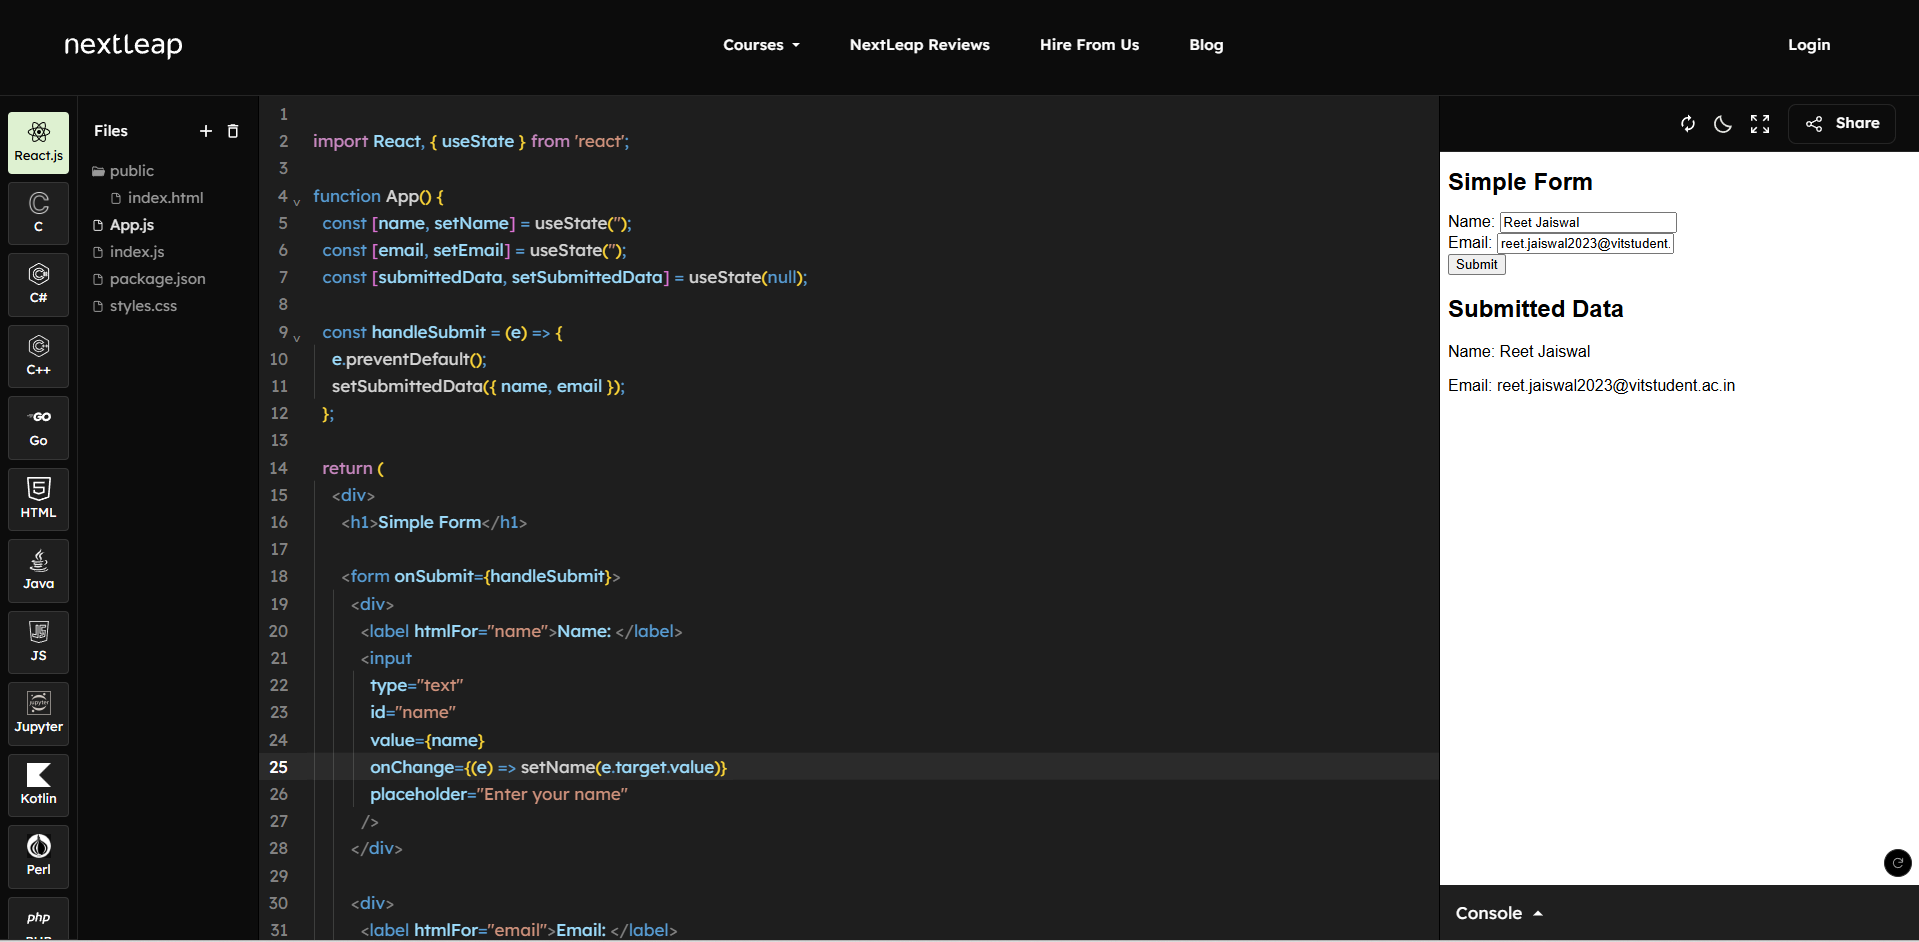 nextleap
Courses
NextLeap Reviews
Hire From Us
Blog
Login
React.js
C
C#
C++
GO
Go
HTML
Java
JS
Jupyter
Kotlin
Perl
php
Files
public
index.html
App.js
index.js
package.json
styles.css
1
2 import React, { useState } from 'react';
3
4 function App() {
5 const [name, setName] = useState('');
6 const [email, setEmail] = useState('');
7 const [submittedData, setSubmittedData] = useState(null);
8
9 const handleSubmit = (e) => {
10 e.preventDefault();
11 setSubmittedData({ name, email });
12 };
13
14 return (
15 <div>
16 <h1>Simple Form</h1>
17
18 <form onSubmit={handleSubmit}>
19 <div>
20 <label htmlFor="name">Name: </label>
21 <input
22 type="text"
23 id="name"
24 value={name}
25 onChange={(e) => setName(e.target.value)}
26 placeholder="Enter your name"
27 />
28 </div>
29
30 <div>
31 <label htmlFor="email">Email: </label>
Share
Simple Form
Name: Reet Jaiswal
Email: reet.jaiswal2023@vitstudent.
Submit
Submitted Data
Name: Reet Jaiswal
Email: reet.jaiswal2023@vitstudent.ac.in
Console